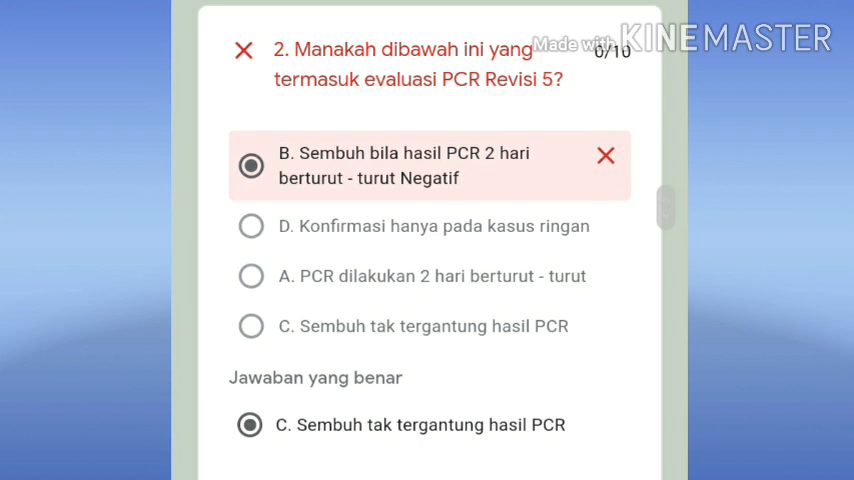 Made with KINEMASTER
2. Manakah dibawah ini yang
0/10
termasuk evaluasi PCR Revisi 5?
B. Sembuh bila hasil PCR 2 hari
berturut - turut Negatif
D. Konfirmasi hanya pada kasus ringan
A. PCR dilakukan 2 hari berturut - turut
C. Sembuh tak tergantung hasil PCR
Jawaban yang benar
C. Sembuh tak tergantung hasil PCR